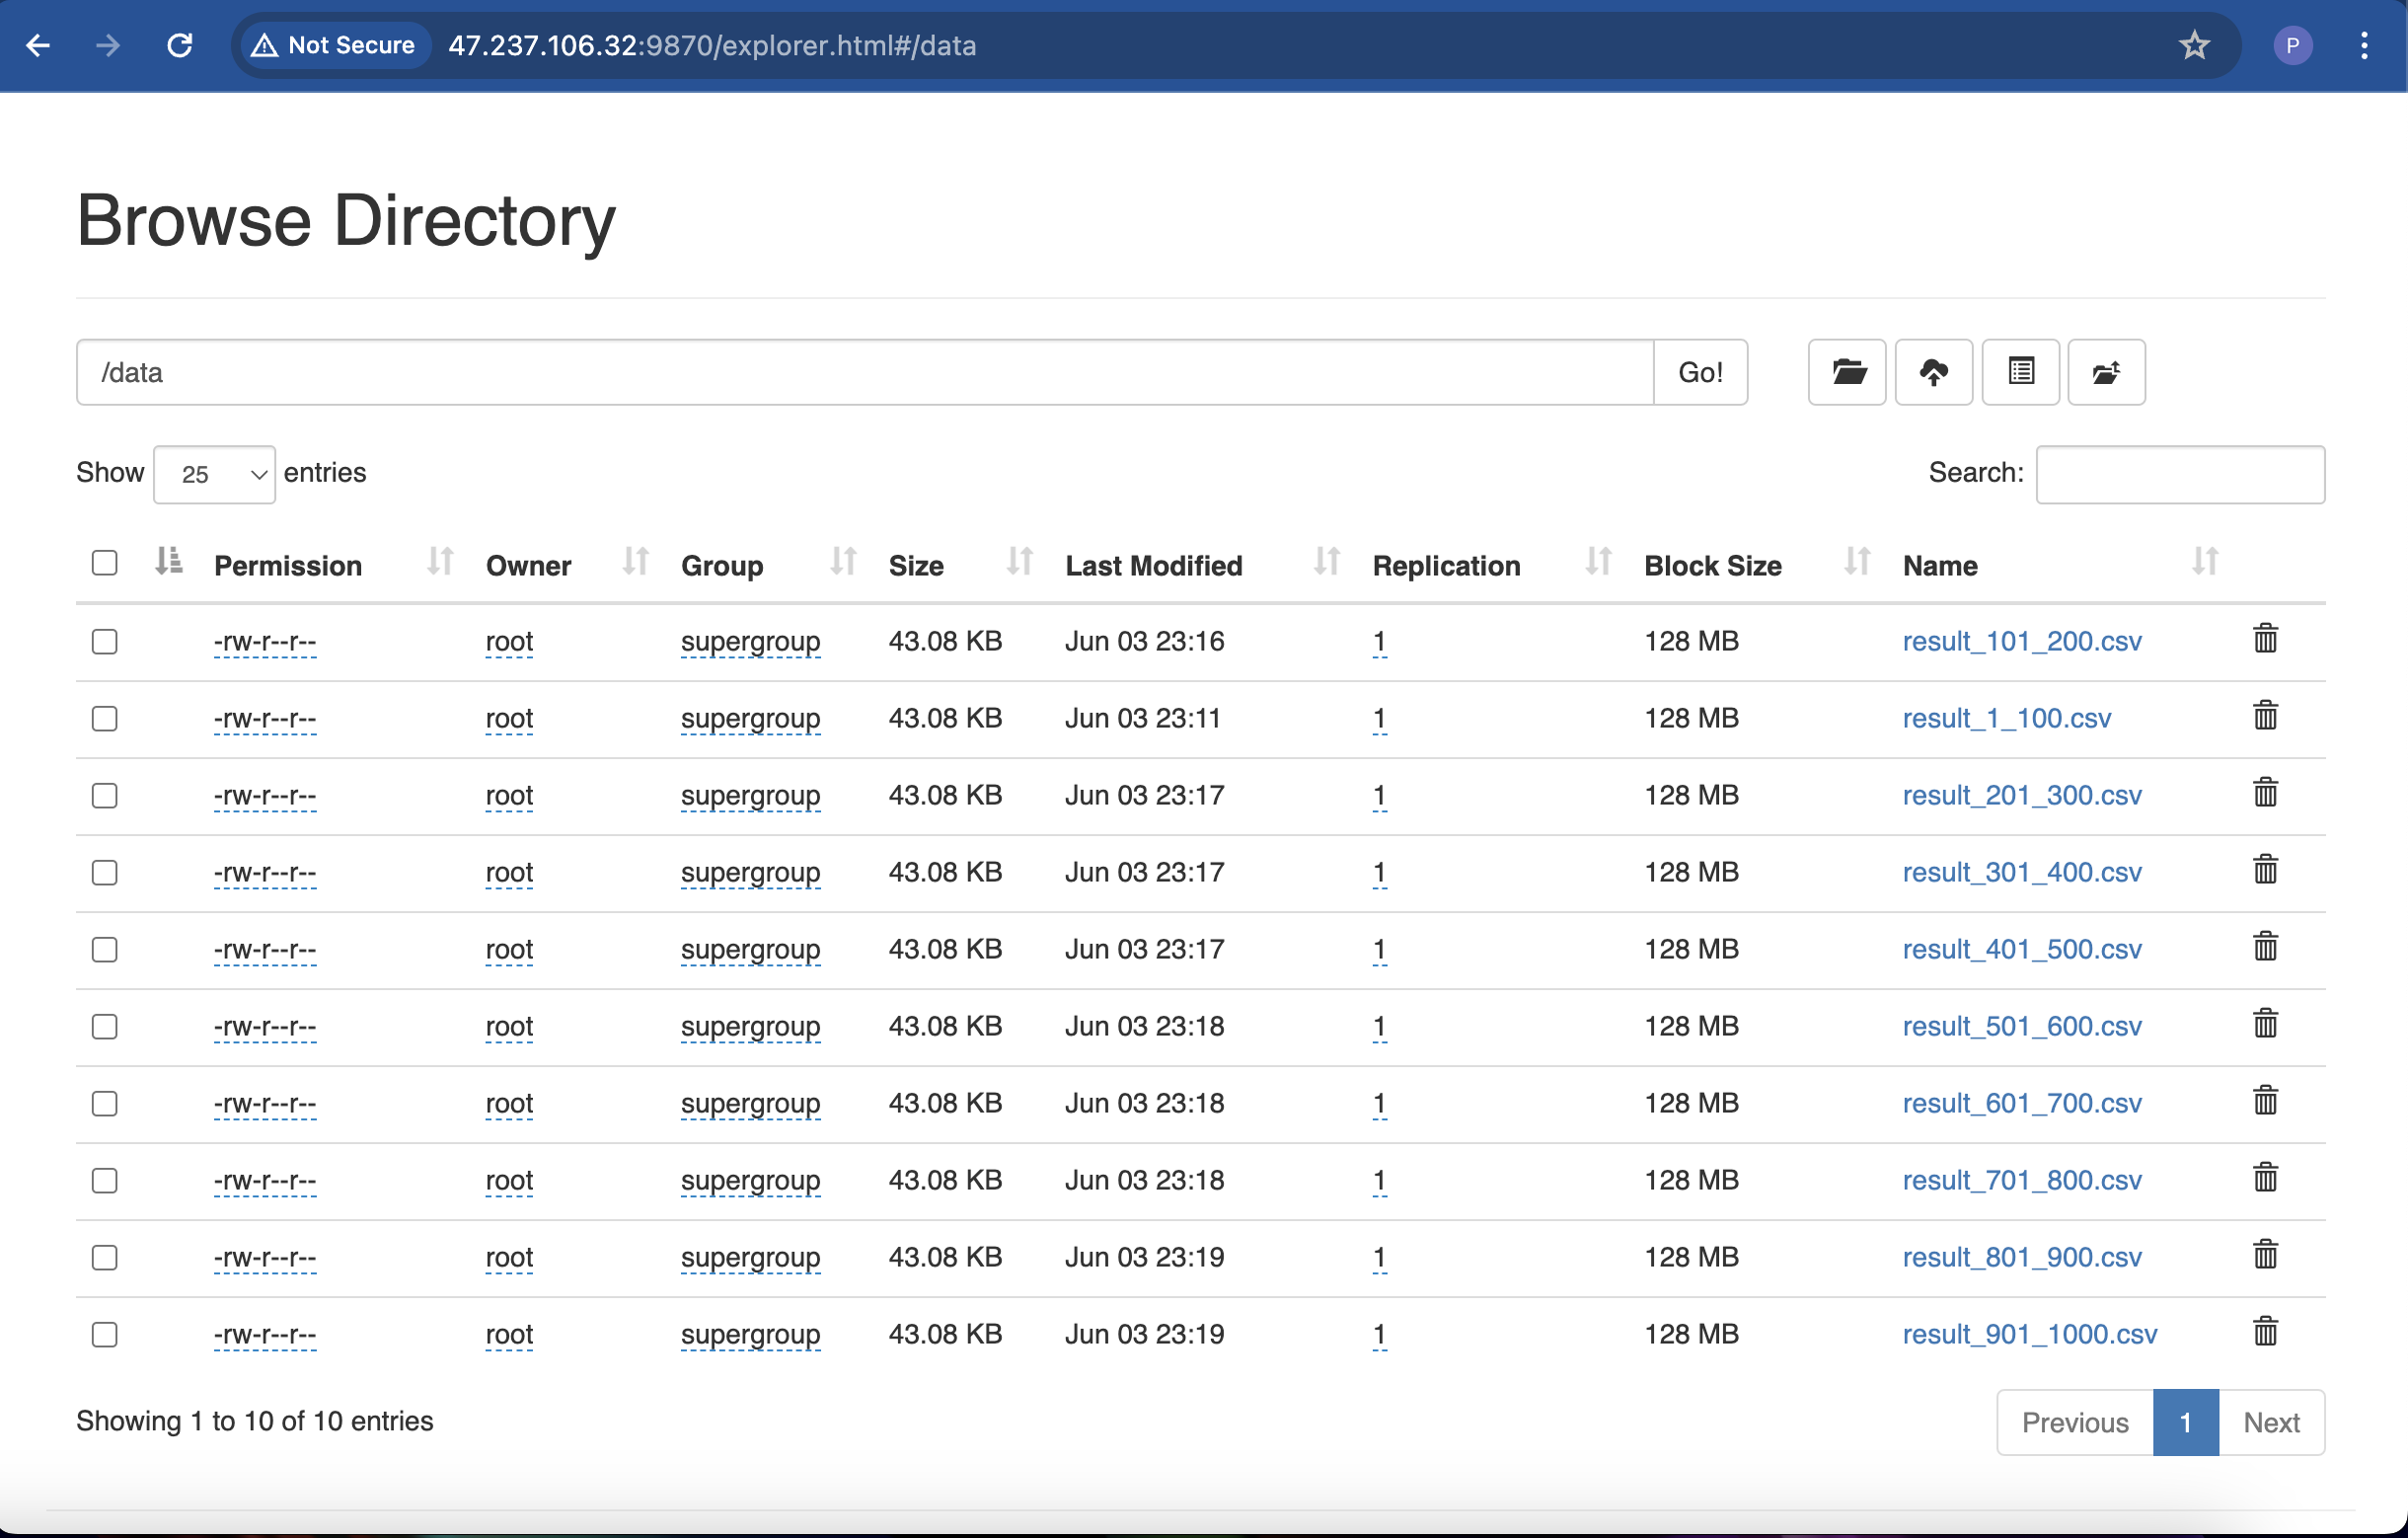 Not Secure 47.237.106.32:9870/explorer.html#/data P
Browse Directory
/data Go!
Show 25 entries Search:
Permission Owner Group Size Last Modified Replication Block Size Name
-rw-r--r-- root supergroup 43.08 KB Jun 03 23:16 1 128 MB result_101_200.csv
-rw-r--r-- root supergroup 43.08 KB Jun 03 23:11 1 128 MB result_1_100.csv
-rw-r--r-- root supergroup 43.08 KB Jun 03 23:17 1 128 MB result_201_300.csv
-rw-r--r-- root supergroup 43.08 KB Jun 03 23:17 1 128 MB result_301_400.csv
-rw-r--r-- root supergroup 43.08 KB Jun 03 23:17 1 128 MB result_401_500.csv
-rw-r--r-- root supergroup 43.08 KB Jun 03 23:18 1 128 MB result_501_600.csv
-rw-r--r-- root supergroup 43.08 KB Jun 03 23:18 1 128 MB result_601_700.csv
-rw-r--r-- root supergroup 43.08 KB Jun 03 23:18 1 128 MB result_701_800.csv
-rw-r--r-- root supergroup 43.08 KB Jun 03 23:19 1 128 MB result_801_900.csv
-rw-r--r-- root supergroup 43.08 KB Jun 03 23:19 1 128 MB result_901_1000.csv
Showing 1 to 10 of 10 entries Previous 1 Next